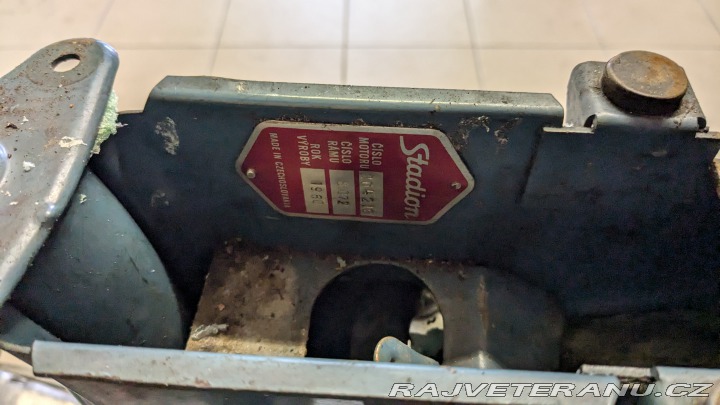 Stadion
ČÍSLO
MOTORU
ČÍSLO
RÁMU
ROK
VÝROBY
MADE IN CZECHOSLOVAKIA
RAJVETERANU.CZ